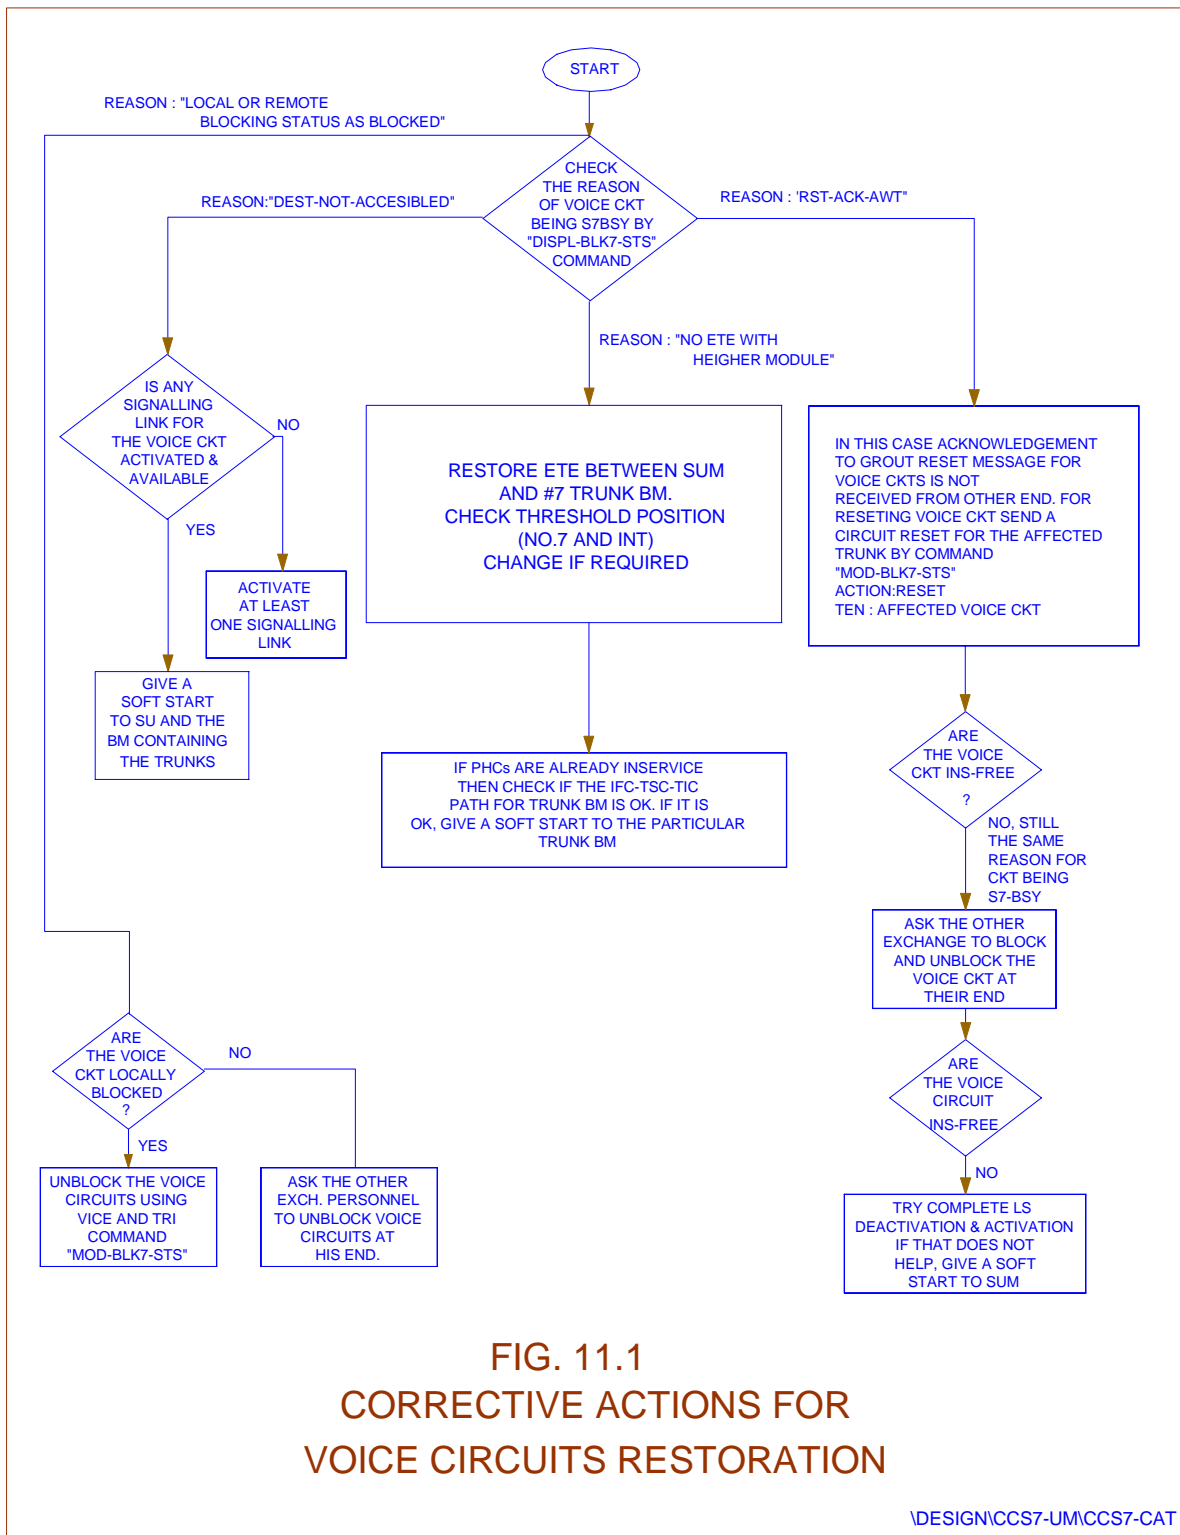 START
REASON : "LOCAL OR REMOTE
BLOCKING STATUS AS BLOCKED"
CHECK
THE REASON
OF VOICE CKT
BEING S7BSY BY
"DISPL-BLK7-STS"
COMMAND
REASON:"DEST-NOT-ACCESIBLED"
REASON : 'RST-ACK-AWT"
REASON : "NO ETE WITH
HEIGHER MODULE"
IS ANY
SIGNALLING
LINK FOR
THE VOICE CKT
ACTIVATED &
AVAILABLE
NO
YES
ACTIVATE
AT LEAST
ONE SIGNALLING
LINK
GIVE A
SOFT START
TO SU AND THE
BM CONTAINING
THE TRUNKS
RESTORE ETE BETWEEN SUM
AND #7 TRUNK BM.
CHECK THRESHOLD POSITION
(NO.7 AND INT)
CHANGE IF REQUIRED
IF PHCs ARE ALREADY INSERVICE
THEN CHECK IF THE IFC-TSC-TIC
PATH FOR TRUNK BM IS OK. IF IT IS
OK, GIVE A SOFT START TO THE PARTICULAR
TRUNK BM
IN THIS CASE ACKNOWLEDGEMENT
TO GROUT RESET MESSAGE FOR
VOICE CKTS IS NOT
RECEIVED FROM OTHER END. FOR
RESETING VOICE CKT SEND A
CIRCUIT RESET FOR THE AFFECTED
TRUNK BY COMMAND
"MOD-BLK7-STS"
ACTION:RESET
TEN : AFFECTED VOICE CKT
ARE
THE VOICE
CKT INS-FREE
?
NO, STILL
THE SAME
REASON FOR
CKT BEING
S7-BSY
ASK THE OTHER
EXCHANGE TO BLOCK
AND UNBLOCK THE
VOICE CKT AT
THEIR END
ARE
THE VOICE
CIRCUIT
INS-FREE
NO
TRY COMPLETE LS
DEACTIVATION & ACTIVATION
IF THAT DOES NOT
HELP, GIVE A SOFT
START TO SUM
ARE
THE VOICE
CKT LOCALLY
BLOCKED
?
NO
YES
UNBLOCK THE VOICE
CIRCUITS USING
VICE AND TRI
COMMAND
"MOD-BLK7-STS"
ASK THE OTHER
EXCH. PERSONNEL
TO UNBLOCK VOICE
CIRCUITS AT
HIS END.
FIG. 11.1
CORRECTIVE ACTIONS FOR
VOICE CIRCUITS RESTORATION
\DESIGN\CCS7-UM\CCS7-CAT